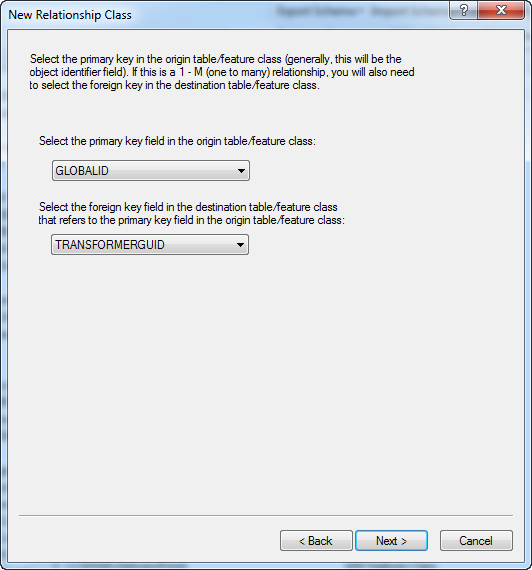 New Relationship Class
Select the primary key in the origin table/feature class (generally, this will be the
object identifier field). If this is a 1 - M (one to many) relationship, you will also need
to select the foreign key in the destination table/feature class.
Select the primary key field in the origin table/feature class:
GLOBALID
Select the foreign key field in the destination table/feature class
that refers to the primary key field in the origin table/feature class:
TRANSFORMERGUID
< Back
Next >
Cancel